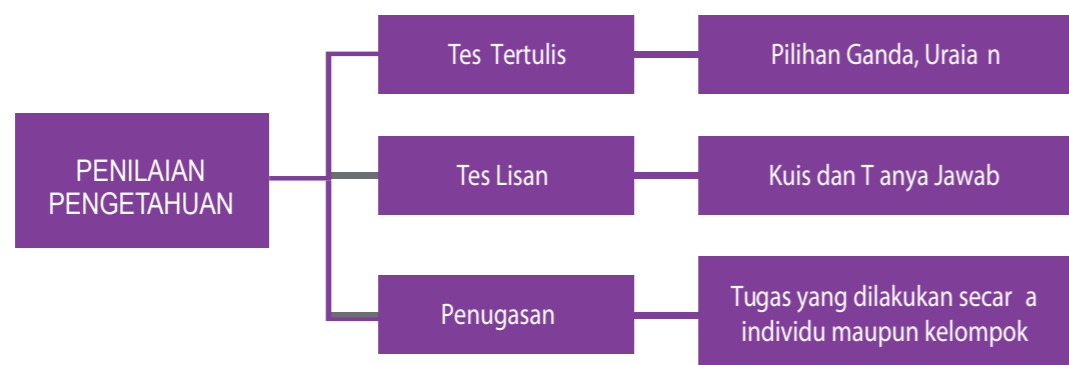 PENILAIAN
PENGETAHUAN
Tes Tertulis
Pilihan Ganda, Uraia n
Tes Lisan
Kuis dan T anya Jawab
Penugasan
Tugas yang dilakukan secar a
individu maupun kelompok